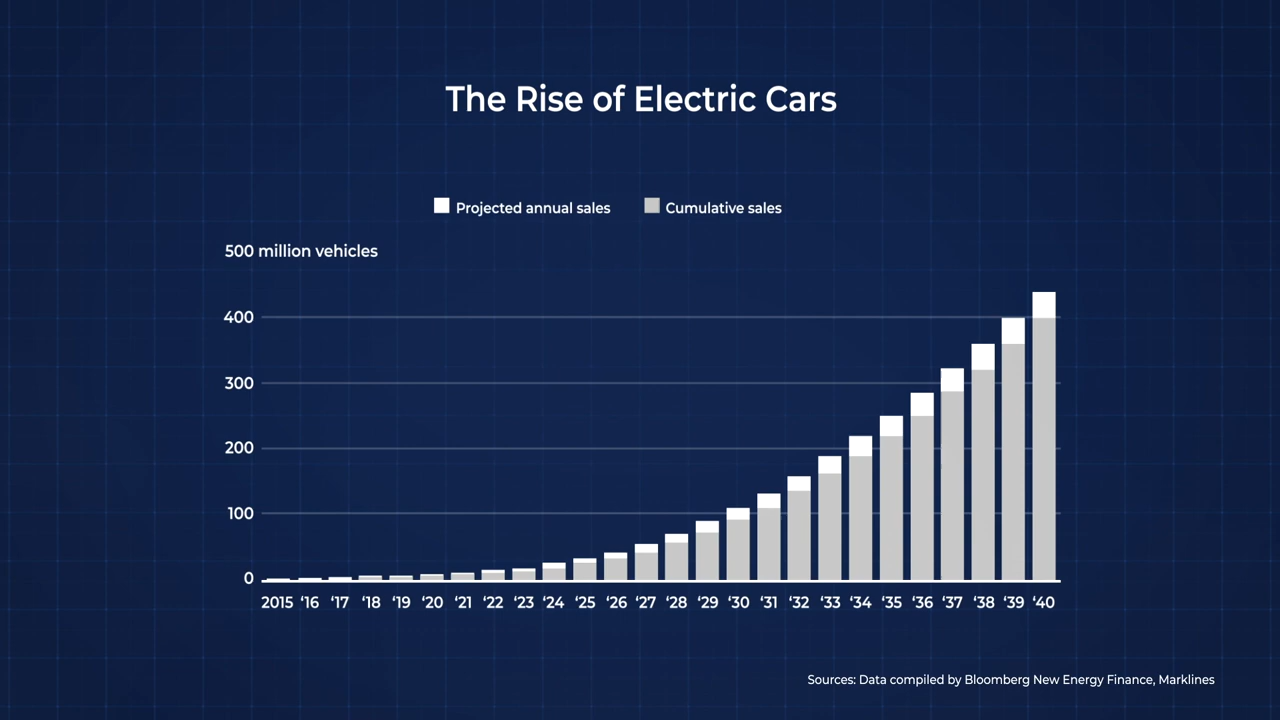 The Rise of Electric Cars
Projected annual sales Cumulative sales
500 million vehicles
400
300
200
100
0
2015 ‘16 ‘17 ‘18 ‘19 ‘20 ‘21 ‘22 ‘23 ‘24 ‘25 ‘26 ‘27 ‘28 ‘29 ‘30 ‘31 ‘32 ‘33 ‘34 ‘35 ‘36 ‘37 ‘38 ‘39 ‘40
Sources: Data compiled by Bloomberg New Energy Finance, Marklines